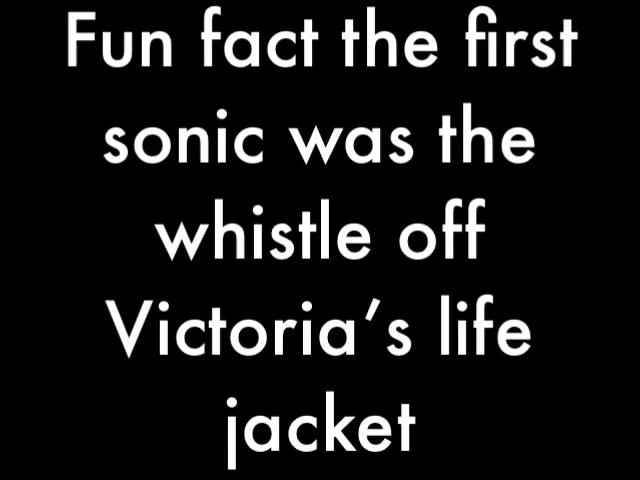 Fun fact the first
sonic was the
whistle off
Victoria's life
jacket